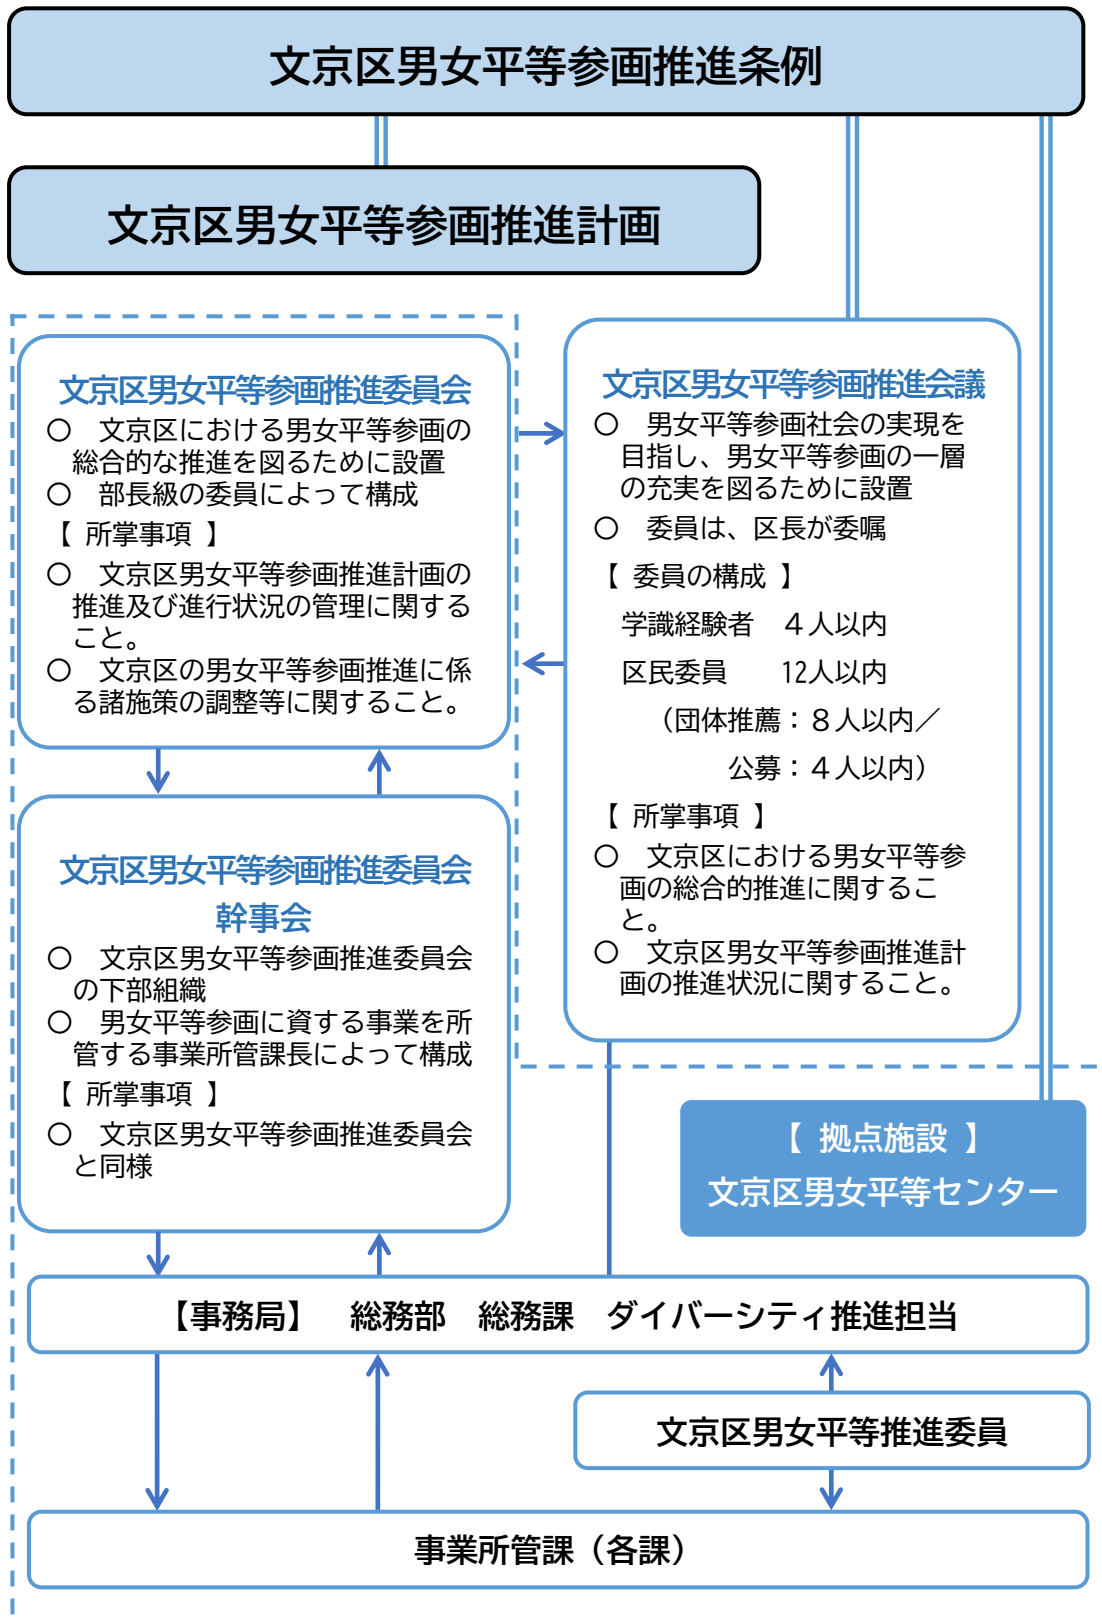 文京区男女平等参画推進条例
文京区男女平等参画推進計画
文京区男女平等参画推進委員会
〇　文京区における男女平等参画の
総合的な推進を図るために設置
〇　部長級の委員によって構成
【 所掌事項 】
〇　文京区男女平等参画推進計画の
推進及び進行状況の管理に関する
こと。
〇　文京区の男女平等参画推進に係
る諸施策の調整等に関すること。
文京区男女平等参画推進会議
〇　男女平等参画社会の実現を
目指し、男女平等参画の一層
の充実を図るために設置
〇　委員は、区長が委嘱
【 委員の構成 】
学識経験者　４人以内
区民委員　　12人以内
（団体推薦：８人以内／
公募：４人以内）
【 所掌事項 】
〇　文京区における男女平等参
画の総合的推進に関するこ
と。
〇　文京区男女平等参画推進計
画の推進状況に関すること。
文京区男女平等参画推進委員会
幹事会
〇　文京区男女平等参画推進委員会
の下部組織
〇　男女平等参画に資する事業を所
管する事業所管課長によって構成
【 所掌事項 】
〇　文京区男女平等参画推進委員会
と同様
【 拠点施設 】
文京区男女平等センター
【事務局】　総務部　総務課　ダイバーシティ推進担当
文京区男女平等推進委員
事業所管課（各課）